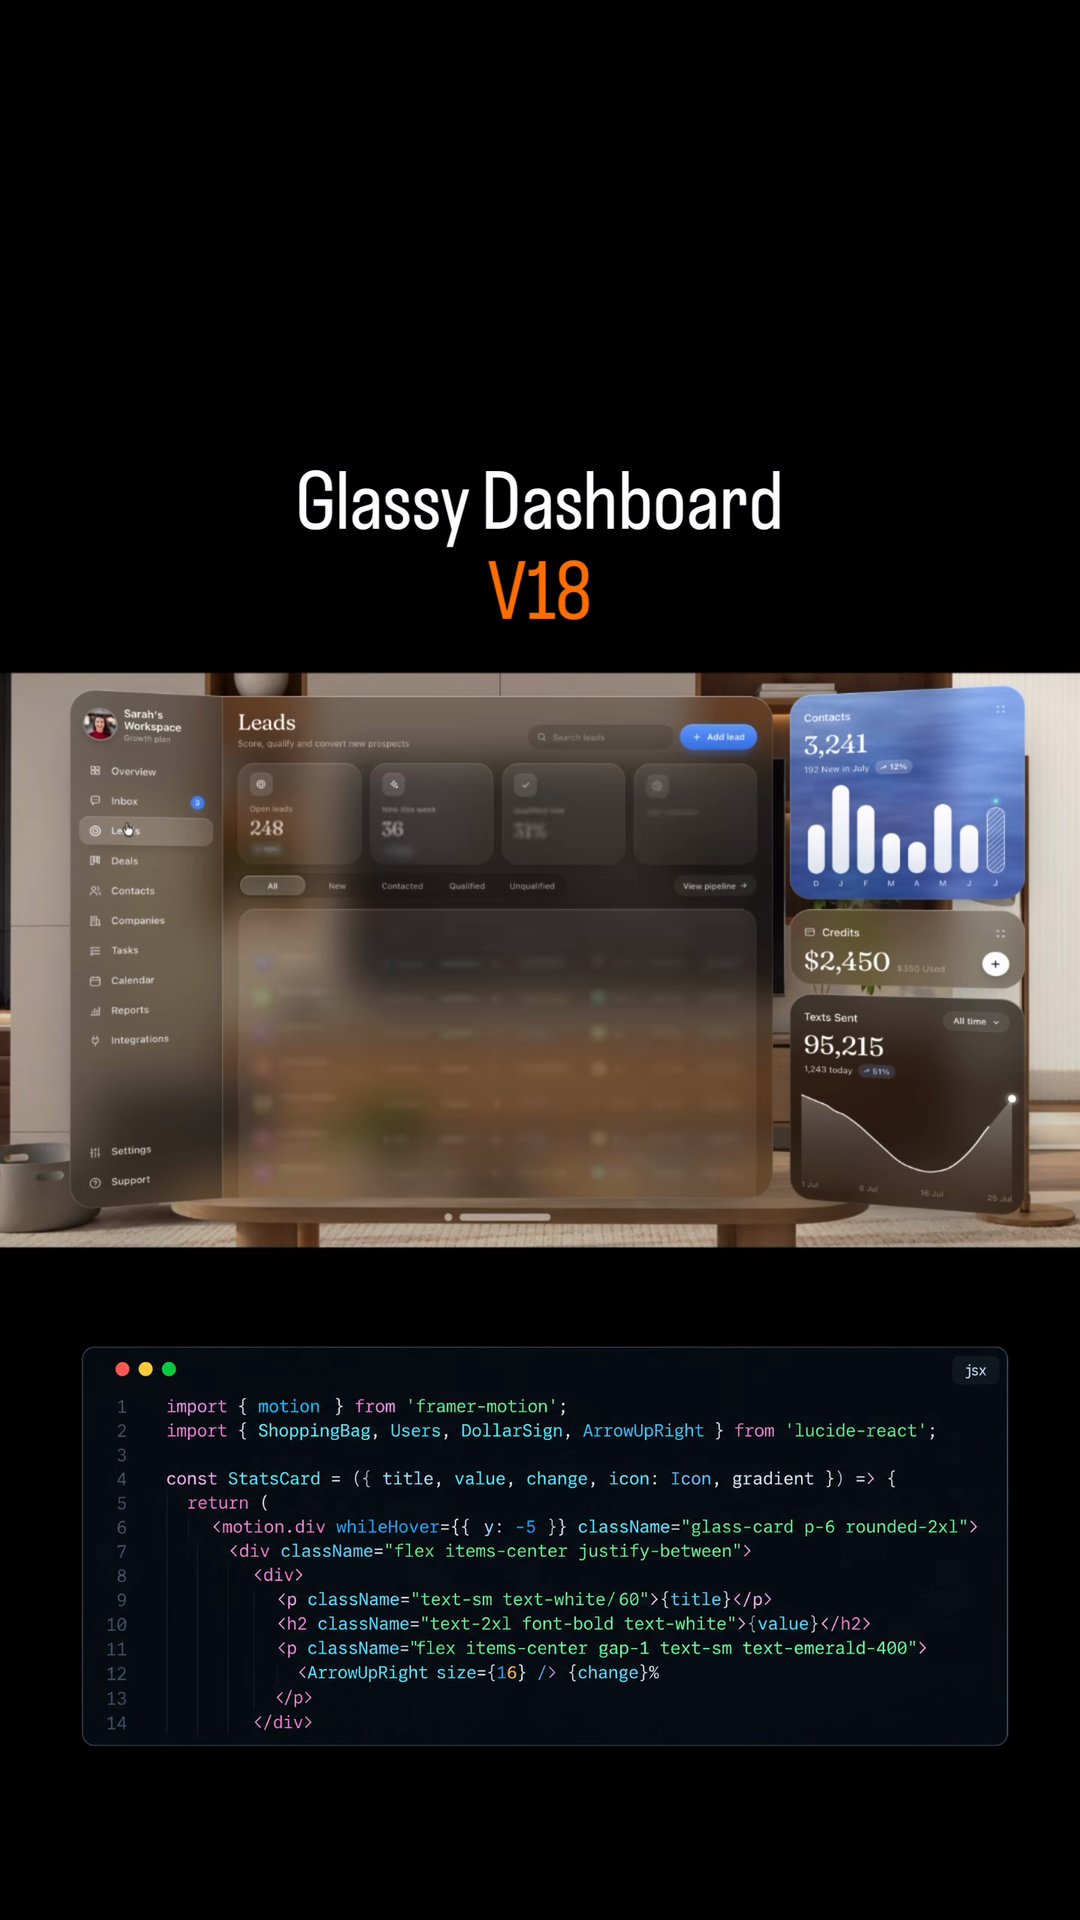 Glassy Dashboard
V18
Sarah's
Workspace
Growth plan
Overview
Inbox
3
Leads
Deals
Contacts
Companies
Tasks
Calendar
Reports
Integrations
Settings
Support
Leads
Score, qualify and convert new prospects
Search leads
+ Add lead
Open leads
248
New this week
36
31%
All
New
Contacted
Qualified
Unqualified
View pipeline →
Contacts
3,241
192 New in July
12%
D J F M A M J J
Credits
$2,450
$350 Used
+
Texts Sent
All time
95,215
1,243 today
51%
1 Jul
8 Jul
16 Jul
25 Jul
jsx
1 import { motion } from 'framer-motion';
2 import { ShoppingBag, Users, DollarSign, ArrowUpRight } from 'lucide-react';
3
4 const StatsCard = ({ title, value, change, icon: Icon, gradient }) => {
5 return (
6 <motion.div whileHover={{ y: -5 }} className="glass-card p-6 rounded-2xl">
7 <div className="flex items-center justify-between">
8 <div>
9 <p className="text-sm text-white/60">{title}</p>
10 <h2 className="text-2xl font-bold text-white">{value}</h2>
11 <p className="flex items-center gap-1 text-sm text-emerald-400">
12 <ArrowUpRight size={16} /> {change}%
13 </p>
14 </div>